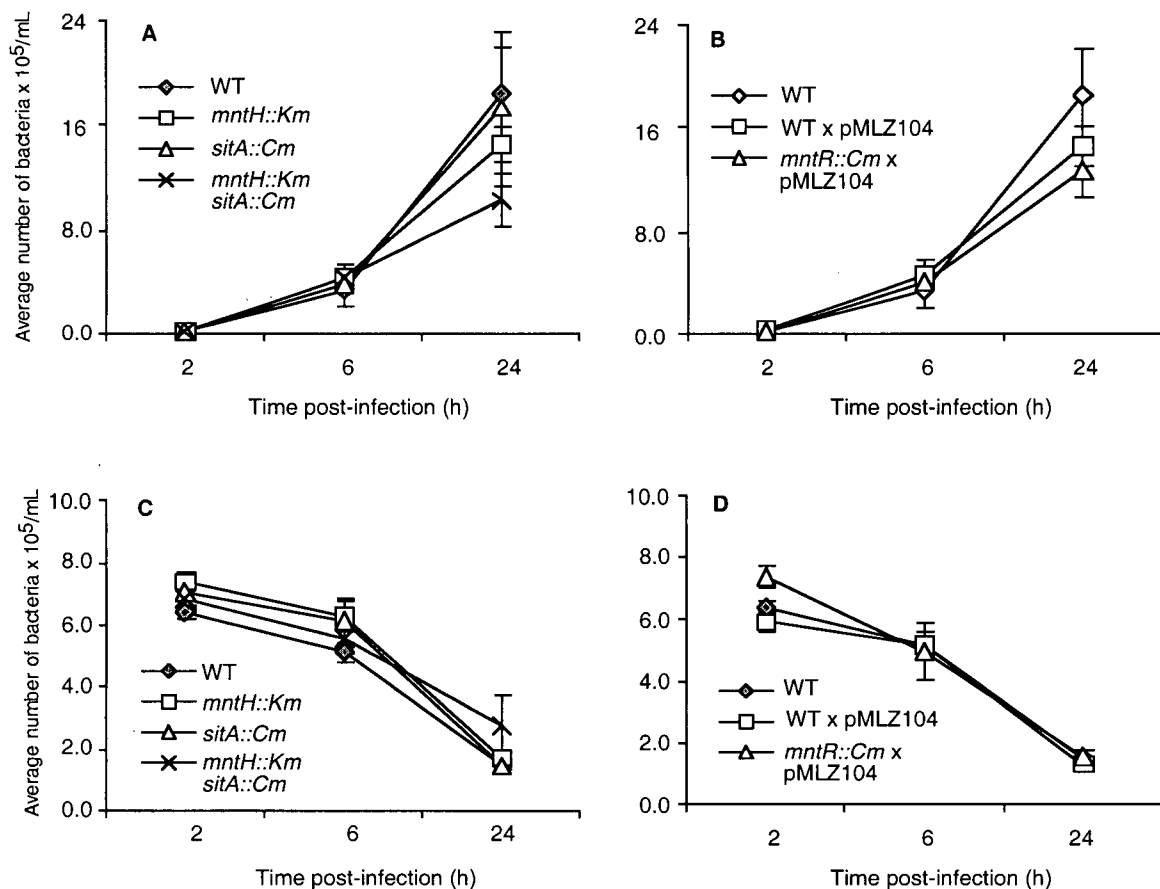 A
Average number of bacteria x 10⁵/mL
24
16
8.0
0.0
WT
mntH::Km
sitA::Cm
mntH::Km
sitA::Cm
2
6
24
Time post-infection (h)
B
24
16
8.0
0.0
WT
WT x pMLZ104
mntR::Cm x
pMLZ104
2
6
24
Time post-infection (h)
C
Average number of bacteria x 10⁵/mL
10.0
8.0
6.0
4.0
2.0
0.0
WT
mntH::Km
sitA::Cm
mntH::Km
sitA::Cm
2
6
24
Time post-infection (h)
D
10.0
8.0
6.0
4.0
2.0
0.0
WT
WT x pMLZ104
mntR::Cm x
pMLZ104
2
6
24
Time post-infection (h)